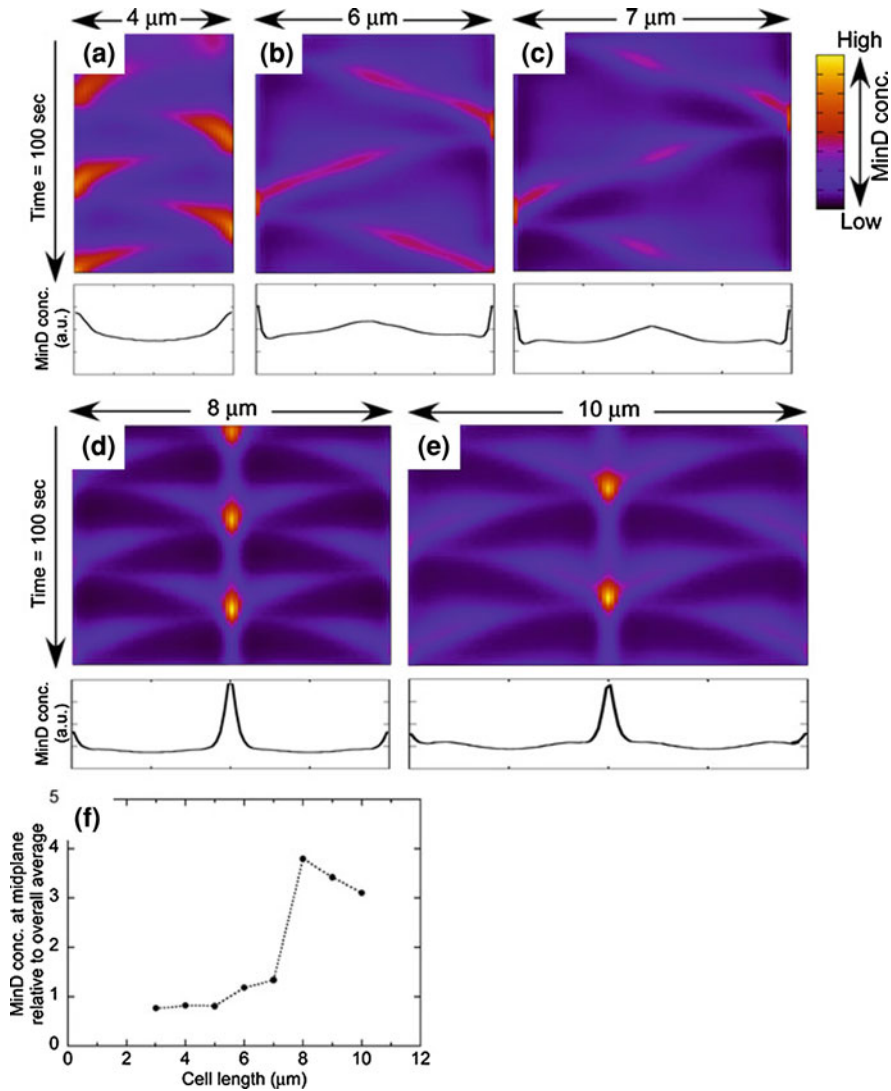 4 μm
6 μm
7 μm
(a)
(b)
(c)
High
MinD conc.
Low
Time = 100 sec
MinD conc.
(a.u.)
8 μm
10 μm
(d)
(e)
Time = 100 sec
MinD conc.
(a.u.)
(f)
5
4
3
2
1
0
MinD conc. at midplane
relative to overall average
0 2 4 6 8 10 12
Cell length (μm)